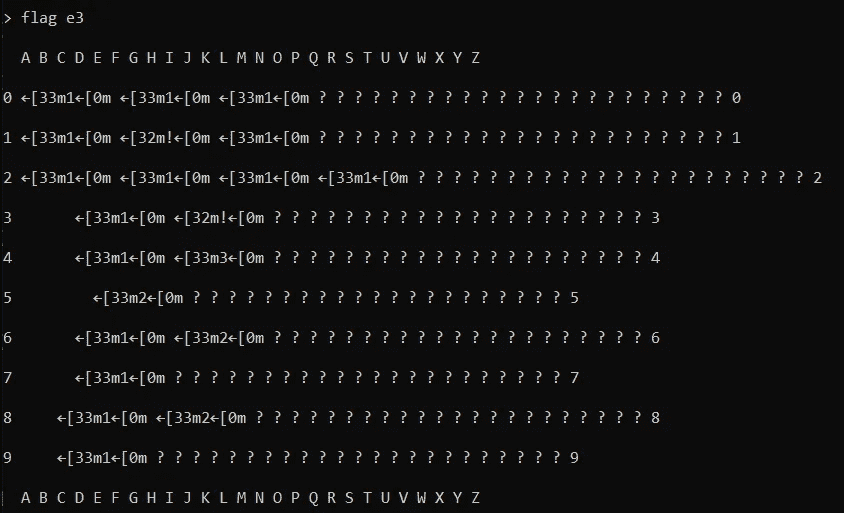 > flag e3
A B C D E F G H I J K L M N O P Q R S T U V W X Y Z
0 ←[33m1←[0m ←[33m1←[0m ←[33m1←[0m ? ? ? ? ? ? ? ? ? ? ? ? ? ? ? ? ? ? ? ? ? ? ? 0
1 ←[33m1←[0m ←[32m!←[0m ←[33m1←[0m ? ? ? ? ? ? ? ? ? ? ? ? ? ? ? ? ? ? ? ? ? ? ? 1
2 ←[33m1←[0m ←[33m1←[0m ←[33m1←[0m ←[33m1←[0m ? ? ? ? ? ? ? ? ? ? ? ? ? ? ? ? ? ? ? ? ? ? 2
3       ←[33m1←[0m ←[32m!←[0m ? ? ? ? ? ? ? ? ? ? ? ? ? ? ? ? ? ? ? ? ? 3
4       ←[33m1←[0m ←[33m3←[0m ? ? ? ? ? ? ? ? ? ? ? ? ? ? ? ? ? ? ? ? ? 4
5         ←[33m2←[0m ? ? ? ? ? ? ? ? ? ? ? ? ? ? ? ? ? ? ? ? ? 5
6       ←[33m1←[0m ←[33m2←[0m ? ? ? ? ? ? ? ? ? ? ? ? ? ? ? ? ? ? ? ? ? 6
7       ←[33m1←[0m ? ? ? ? ? ? ? ? ? ? ? ? ? ? ? ? ? ? ? ? ? ? 7
8     ←[33m1←[0m ←[33m2←[0m ? ? ? ? ? ? ? ? ? ? ? ? ? ? ? ? ? ? ? ? ? ? 8
9     ←[33m1←[0m ? ? ? ? ? ? ? ? ? ? ? ? ? ? ? ? ? ? ? ? ? ? ? 9
A B C D E F G H I J K L M N O P Q R S T U V W X Y Z